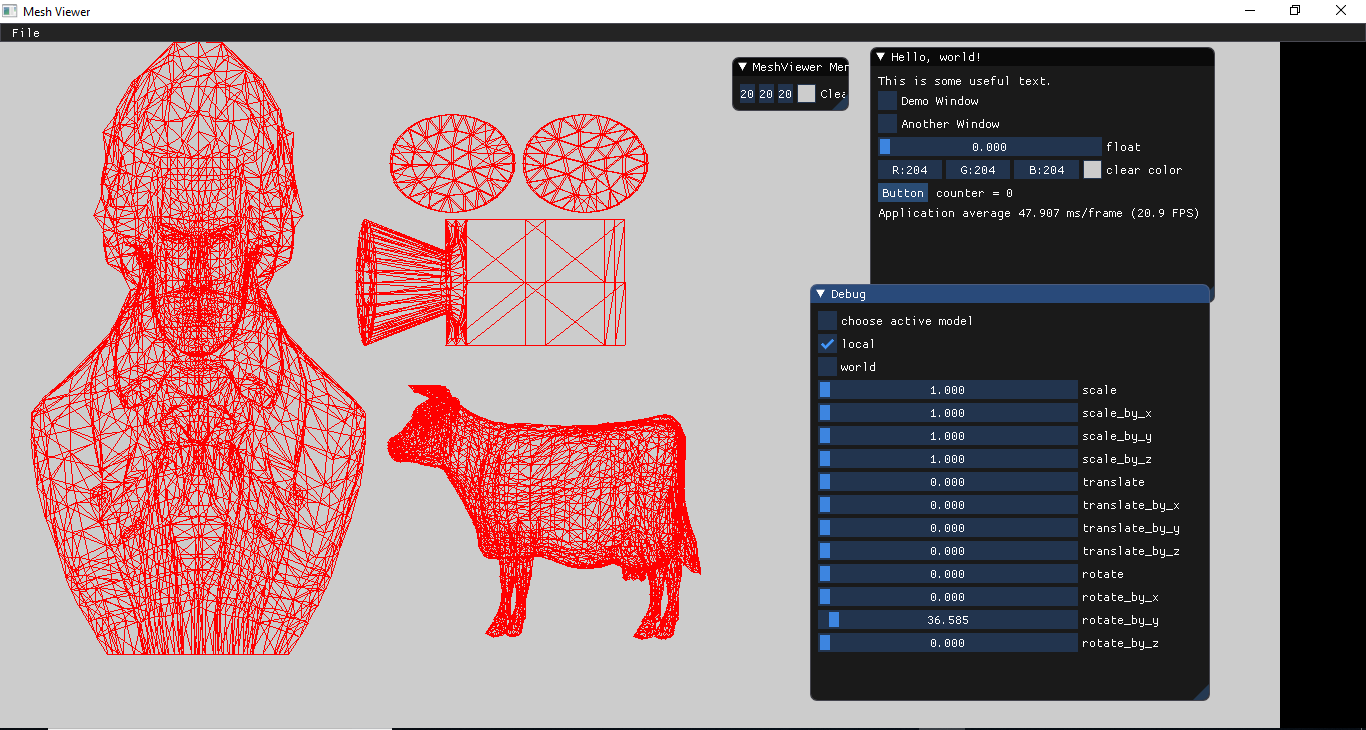 Mesh Viewer
File
MeshViewer Mer
20 20 20 Clea
Hello, world!
This is some useful text.
Demo Window
Another Window
0.000 float
R:204 G:204 B:204 clear color
Button counter = 0
Application average 47.907 ms/frame (20.9 FPS)
Debug
choose active model
local
world
1.000 scale
1.000 scale_by_x
1.000 scale_by_y
1.000 scale_by_z
0.000 translate
0.000 translate_by_x
0.000 translate_by_y
0.000 translate_by_z
0.000 rotate
0.000 rotate_by_x
36.585 rotate_by_y
0.000 rotate_by_z